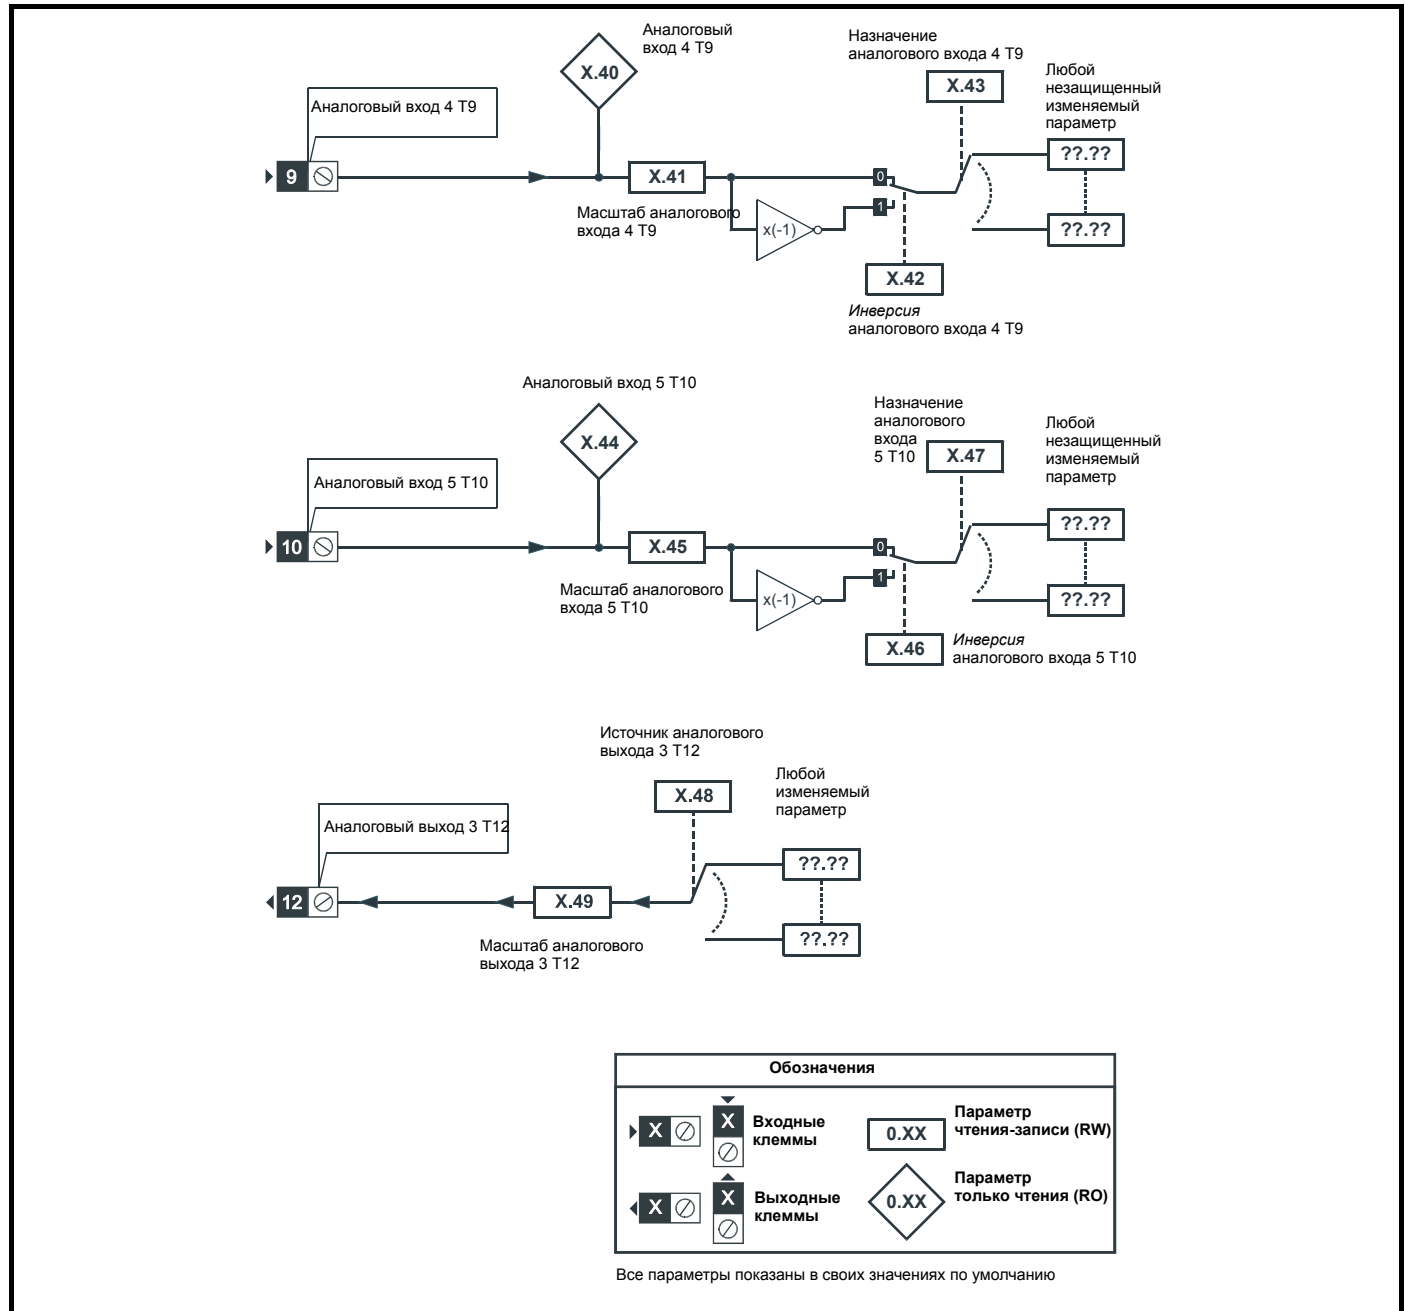 Аналоговый
вход 4 T9
X.40
Назначение
аналогового входа 4 T9
X.43
Любой
незащищенный
изменяемый
параметр
??.??
Аналоговый вход 4 T9
9
X.41
Масштаб аналогового
входа 4 T9
x(-1)
0
1
??.??
X.42
Инверсия
аналогового входа 4 T9
Аналоговый вход 5 T10
X.44
Назначение
аналогового
входа
5 T10
X.47
Любой
незащищенный
изменяемый
параметр
??.??
Аналоговый вход 5 T10
10
X.45
Масштаб аналогового
входа 5 T10
x(-1)
0
1
??.??
X.46
Инверсия
аналогового входа 5 T10
Источник аналогового
выхода 3 T12
X.48
Любой
изменяемый
параметр
??.??
Аналоговый выход 3 T12
12
X.49
Масштаб аналогового
выхода 3 T12
??.??
Обозначения
X
X
Входные
клеммы
0.XX
Параметр
чтения-записи (RW)
X
X
Выходные
клеммы
0.XX
Параметр
только чтения (RO)
Все параметры показаны в своих значениях по умолчанию